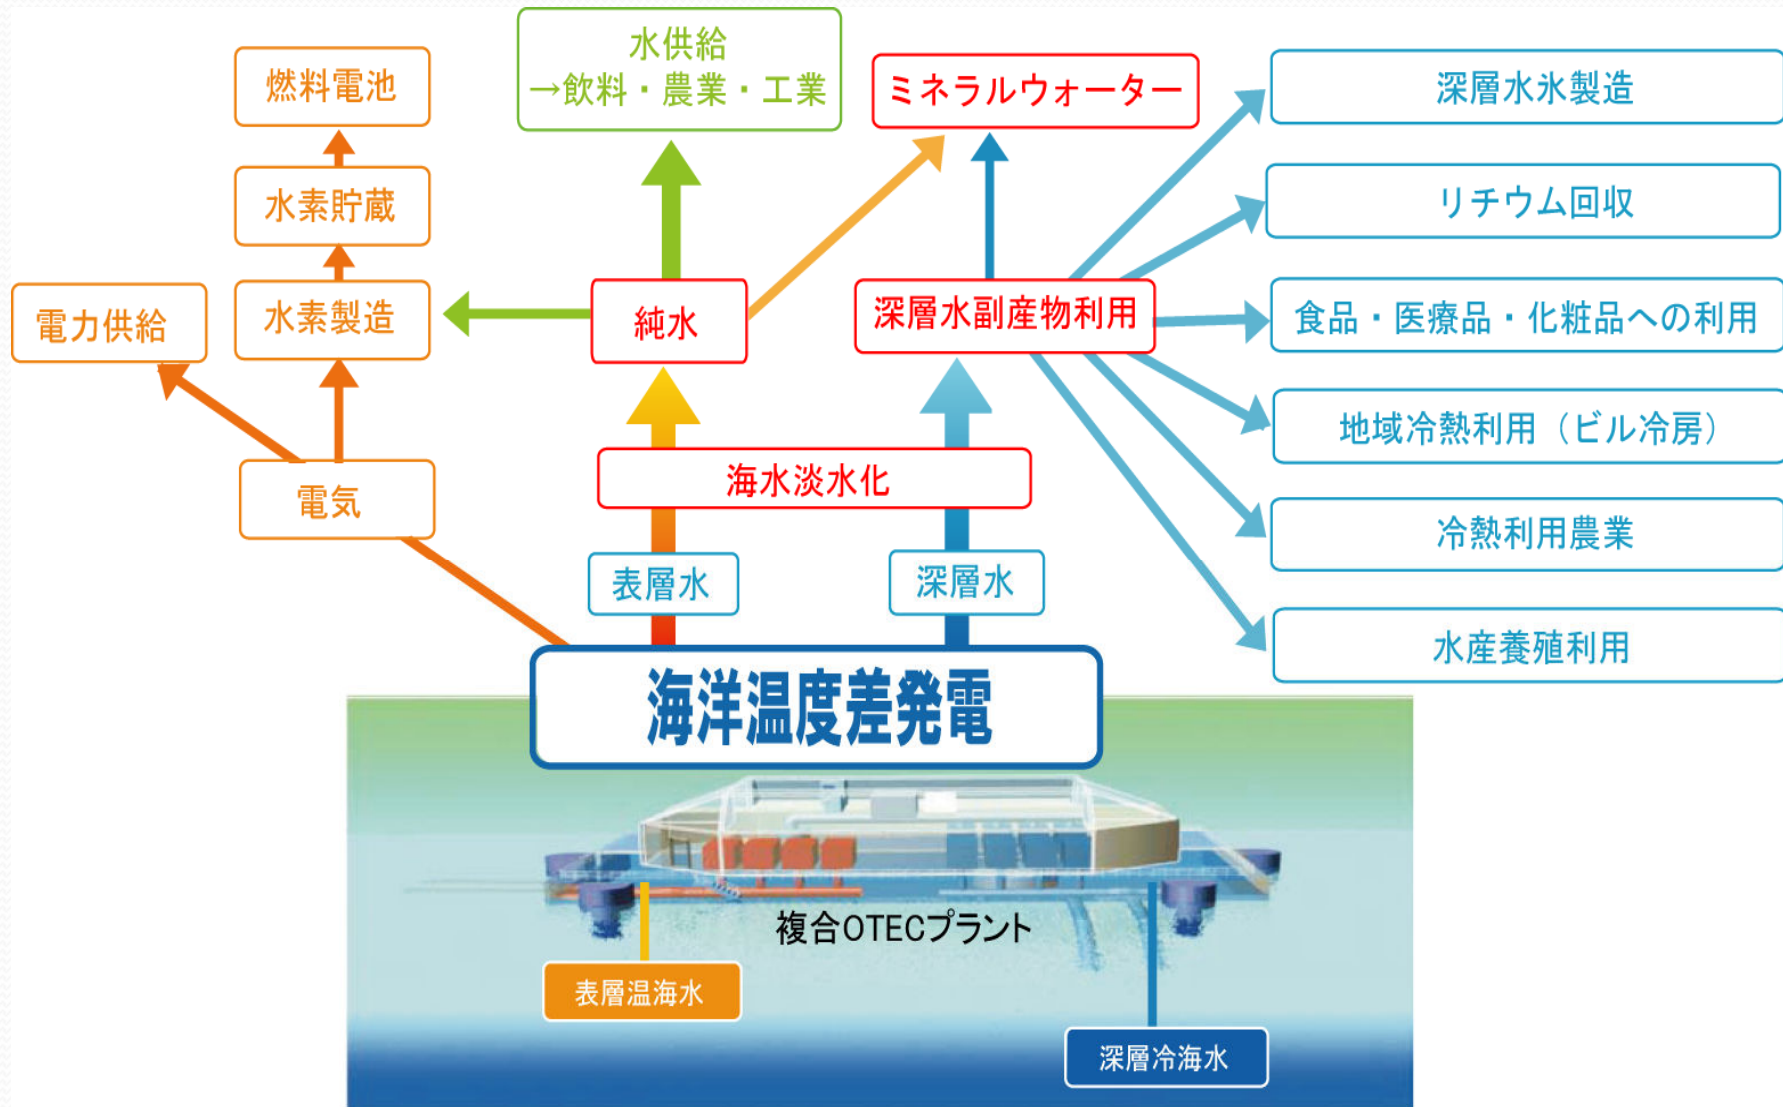 水供給
→飲料・農業・工業
燃料電池
ミネラルウォーター
深層水氷製造
水素貯蔵
リチウム回収
電力供給
水素製造
純水
深層水副産物利用
食品・医療品・化粧品への利用
地域冷熱利用（ビル冷房）
電気
海水淡水化
冷熱利用農業
表層水
深層水
水産養殖利用
海洋温度差発電
複合OTECプラント
表層温海水
深層冷海水